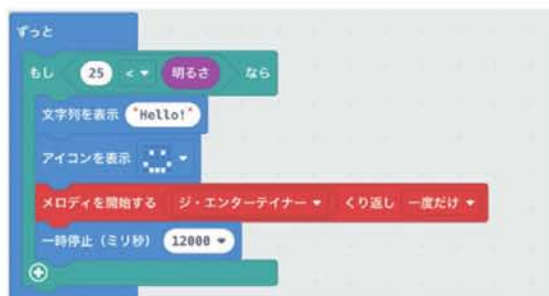 ずっと
もし 25 < 明るさ なら
文字列を表示 "Hello!"
アイコンを表示
メロディを開始する ジ・エンターテイナー くり返し 一度だけ
一時停止（ミリ秒） 12000